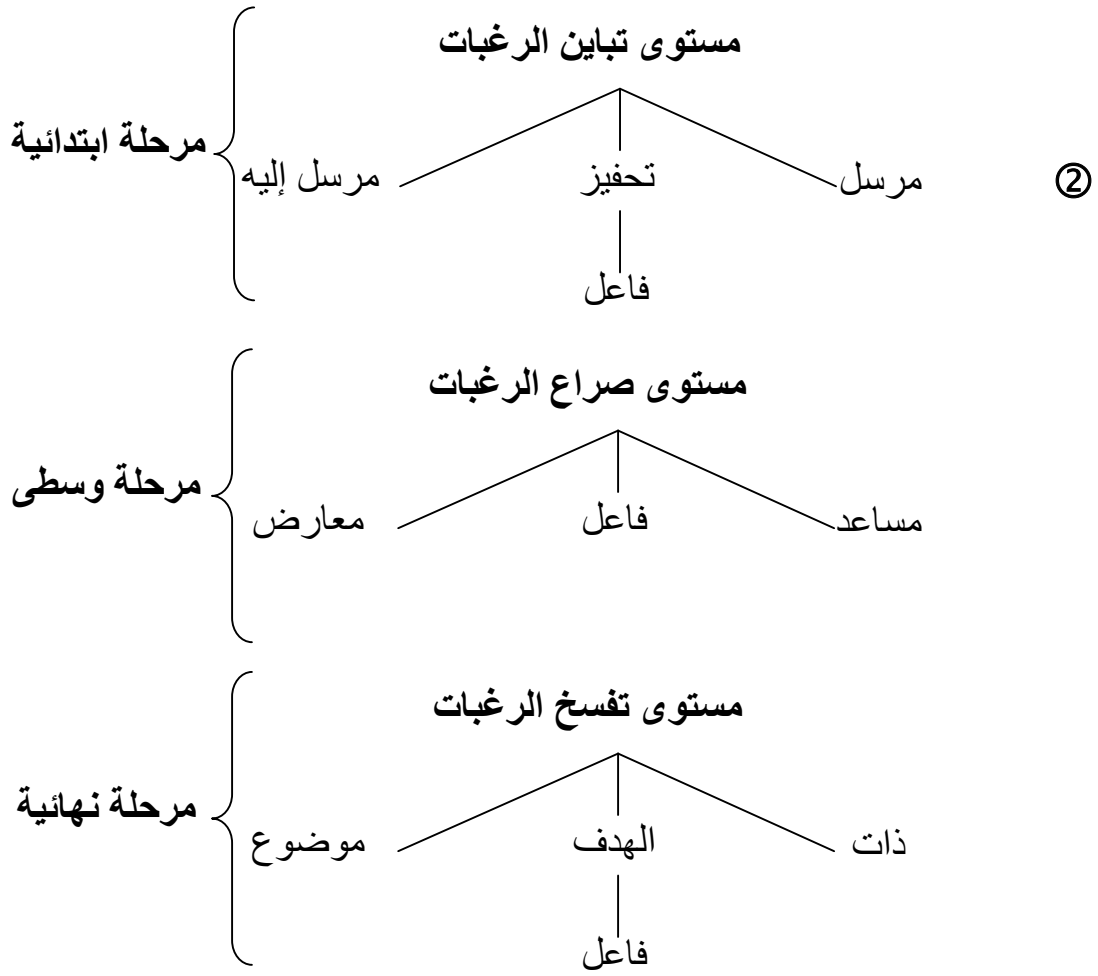 مستوى تباين الرغبات
مرحلة ابتدائية
② مرسل تحفيز مرسل إليه
فاعل
مستوى صراع الرغبات
مرحلة وسطى
مساعد فاعل معارض
مستوى تفسخ الرغبات
مرحلة نهائية
ذات الهدف موضوع
فاعل